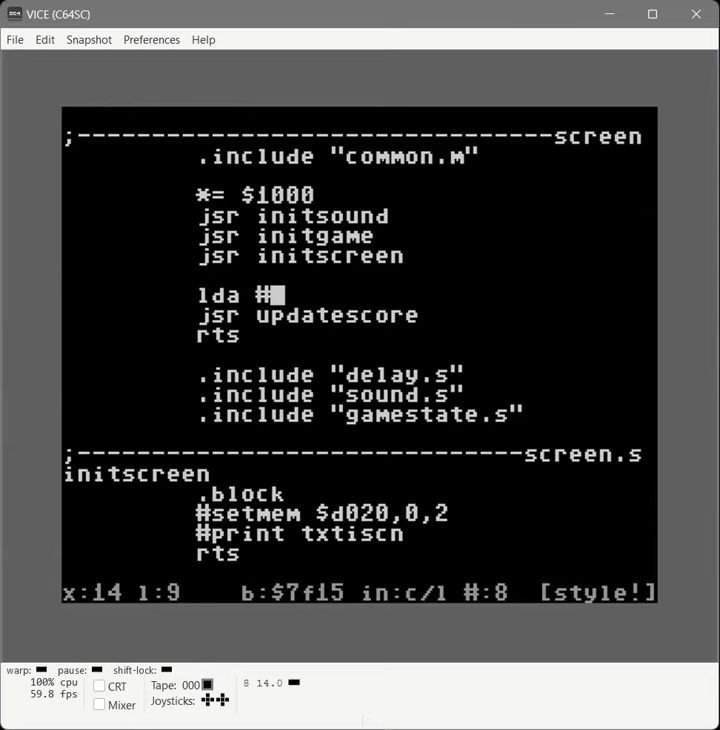 VICE (C64SC)
File Edit Snapshot Preferences Help
;--------------------------------screen
.include "common.m"
*= $1000
jsr initsound
jsr initgame
jsr initscreen
lda #
jsr updatescore
rts
.include "delay.s"
.include "sound.s"
.include "gamestate.s"
;------------------------------screen.s
initscreen
.block
#setmem $d020,0,2
#print txtiscn
rts
x:14 l:9 b:$7f15 in:c/l #:8 [style!]
warp: pause: shift-lock:
100% cpu
59.8 fps
CRT
Mixer
Tape: 000
Joysticks:
8 14.0